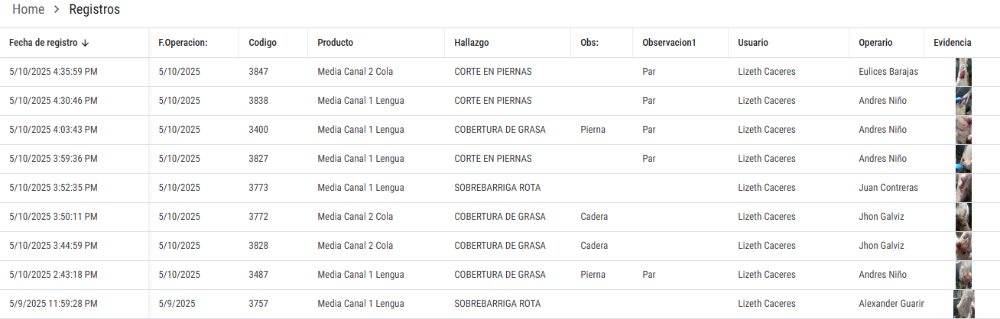 Home > Registros
Fecha de registro ↓ F.Operacion: Codigo Producto Hallazgo Obs: Observacion1 Usuario Operario Evidencia
5/10/2025 4:35:59 PM 5/10/2025 3847 Media Canal 2 Cola CORTE EN PIERNAS Par Lizeth Caceres Eulices Barajas
5/10/2025 4:30:46 PM 5/10/2025 3838 Media Canal 1 Lengua CORTE EN PIERNAS Par Lizeth Caceres Andres Niño
5/10/2025 4:03:43 PM 5/10/2025 3400 Media Canal 1 Lengua COBERTURA DE GRASA Pierna Par Lizeth Caceres Andres Niño
5/10/2025 3:59:36 PM 5/10/2025 3827 Media Canal 1 Lengua CORTE EN PIERNAS Par Lizeth Caceres Andres Niño
5/10/2025 3:52:35 PM 5/10/2025 3773 Media Canal 1 Lengua SOBREBARRIGA ROTA Lizeth Caceres Juan Contreras
5/10/2025 3:50:11 PM 5/10/2025 3772 Media Canal 2 Cola COBERTURA DE GRASA Cadera Lizeth Caceres Jhon Galviz
5/10/2025 3:44:59 PM 5/10/2025 3828 Media Canal 2 Cola COBERTURA DE GRASA Cadera Lizeth Caceres Jhon Galviz
5/10/2025 2:43:18 PM 5/10/2025 3487 Media Canal 1 Lengua COBERTURA DE GRASA Pierna Par Lizeth Caceres Andres Niño
5/9/2025 11:59:28 PM 5/9/2025 3757 Media Canal 1 Lengua SOBREBARRIGA ROTA Lizeth Caceres Alexander Guarin